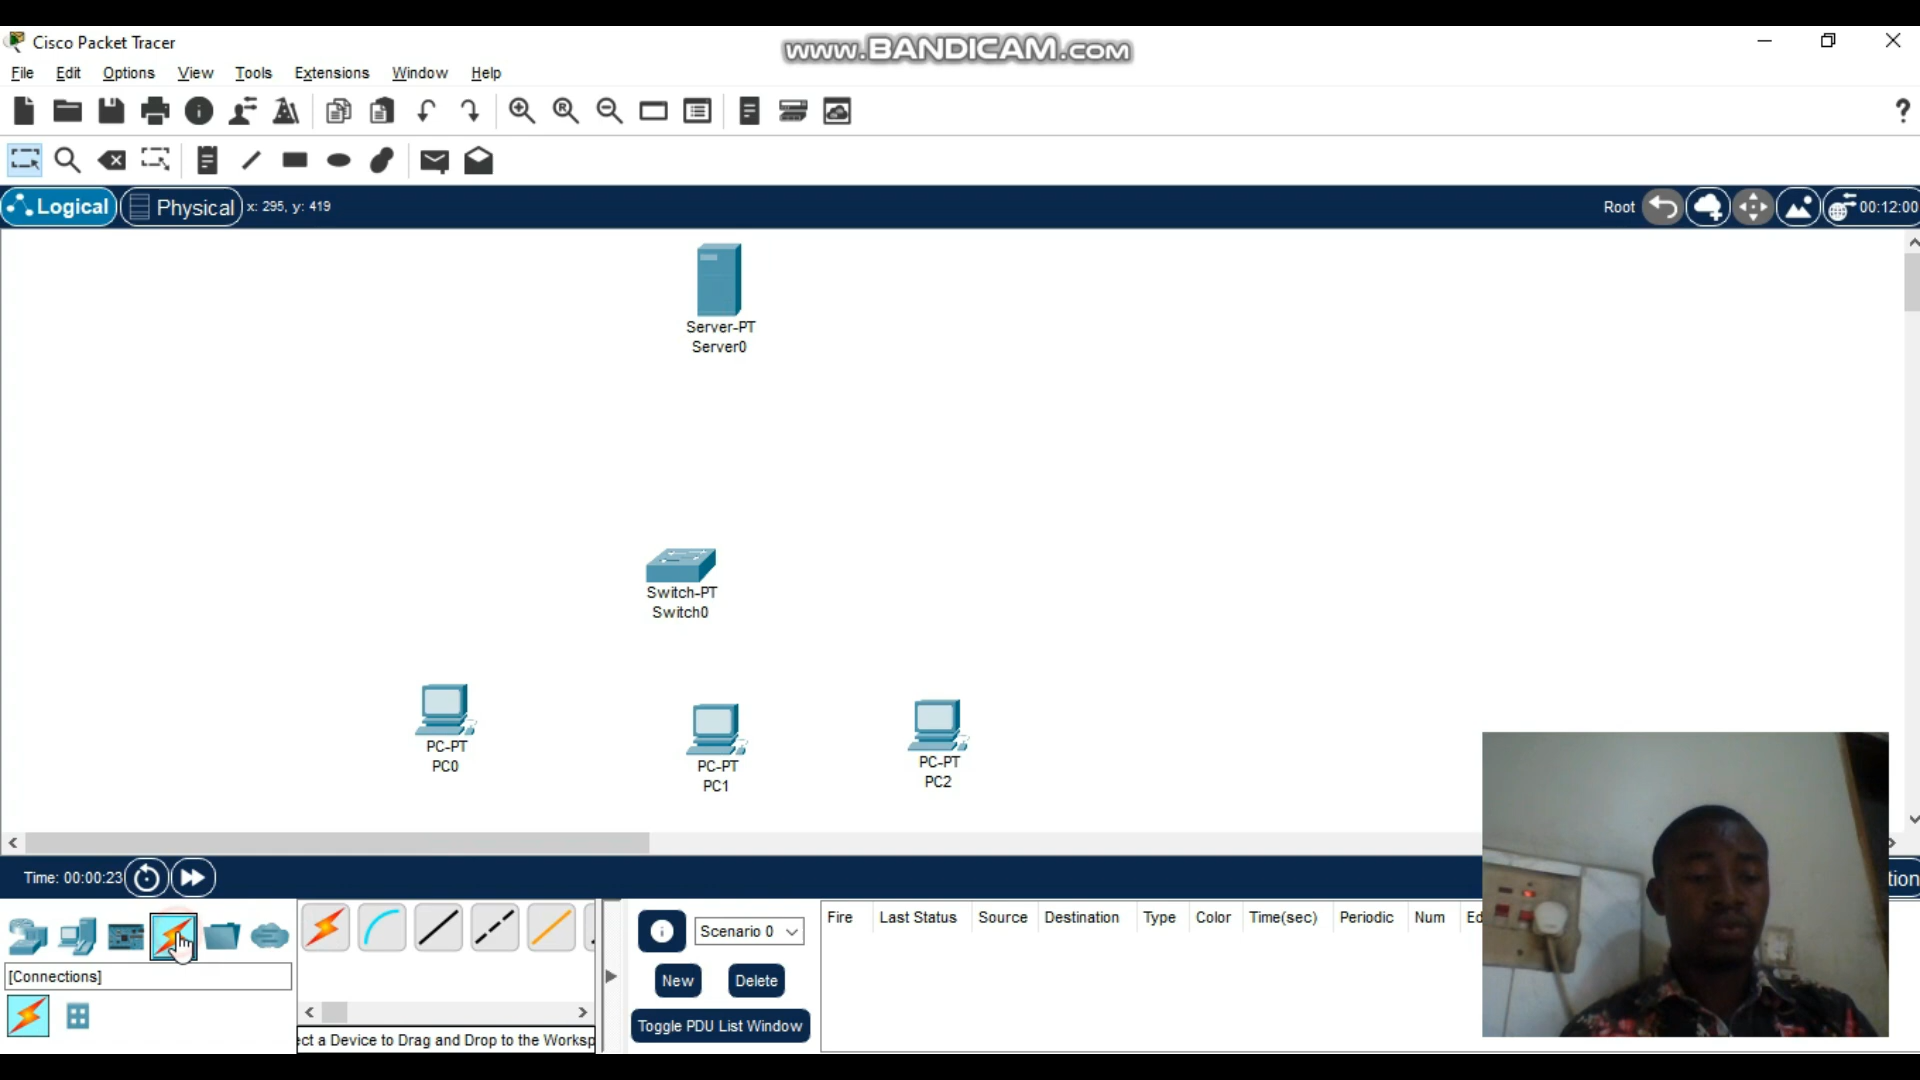 Cisco Packet Tracer
www.BANDICAM.com
File Edit Options View Tools Extensions Window Help
Logical Physical x: 295, y: 419 Root 00:12:00
Server-PT
Server0
Switch-PT
Switch0
PC-PT
PC0
PC-PT
PC1
PC-PT
PC2
Time: 00:00:23 tion
[Connections]
ect a Device to Drag and Drop to the Worksp
Scenario 0
New Delete
Toggle PDU List Window
Fire Last Status Source Destination Type Color Time(sec) Periodic Num Ed